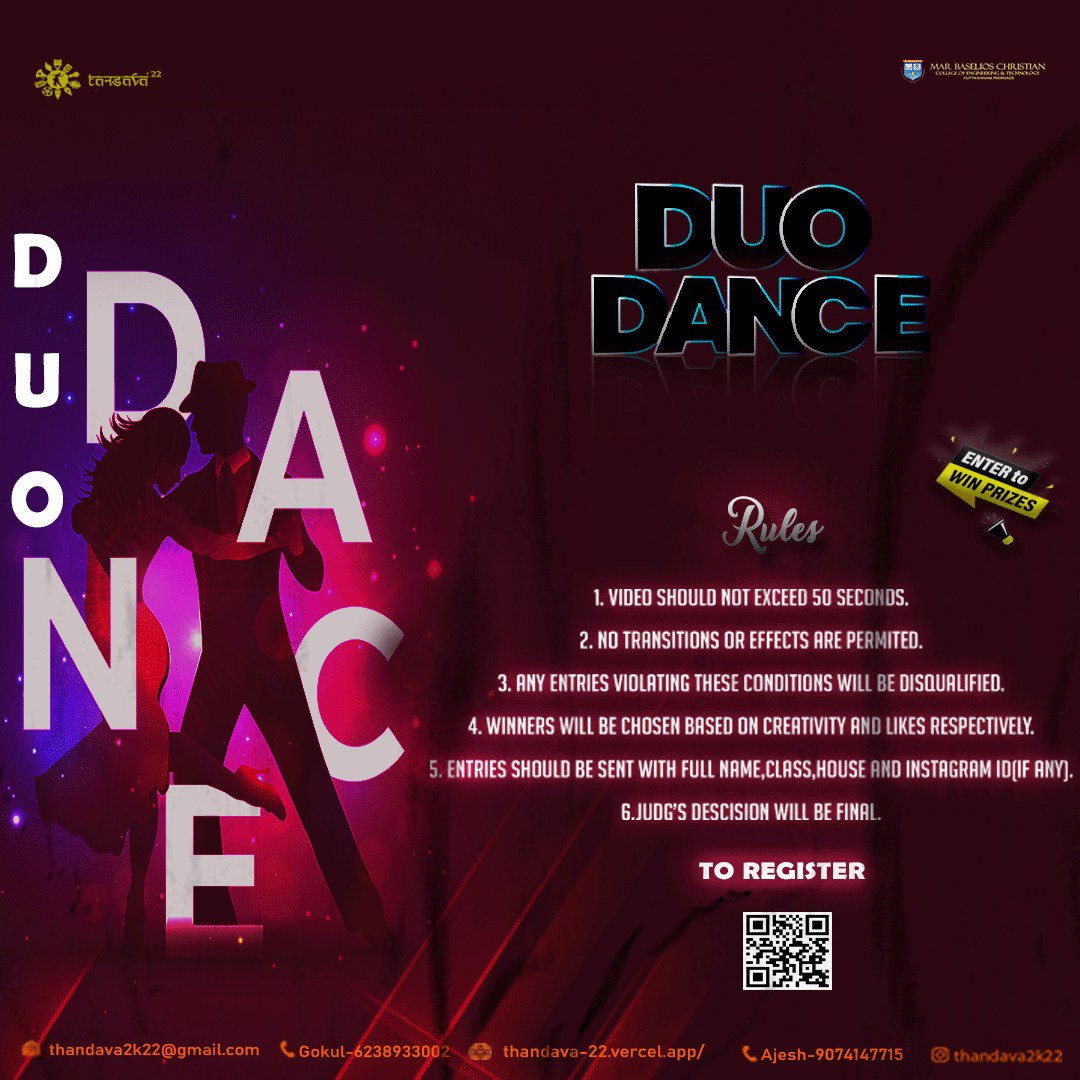 tansava'22
MAR BASELIOS CHRISTIAN
COLLEGE OF ENGINEERING & TECHNOLOGY
KUTTIKKANAM, PEERMADE
DUO
DANCE
DUO
DANCE
ENTER to
WIN PRIZES
Rules
1. VIDEO SHOULD NOT EXCEED 50 SECONDS.
2. NO TRANSITIONS OR EFFECTS ARE PERMITED.
3. ANY ENTRIES VIOLATING THESE CONDITIONS WILL BE DISQUALIFIED.
4. WINNERS WILL BE CHOSEN BASED ON CREATIVITY AND LIKES RESPECTIVELY.
5. ENTRIES SHOULD BE SENT WITH FULL NAME,CLASS,HOUSE AND INSTAGRAM ID(IF ANY).
6.JUDG'S DESCISION WILL BE FINAL.
TO REGISTER
thandava2k22@gmail.com
Gokul-6238933002
thandava-22.vercel.app/
Ajesh-9074147715
thandava2k22